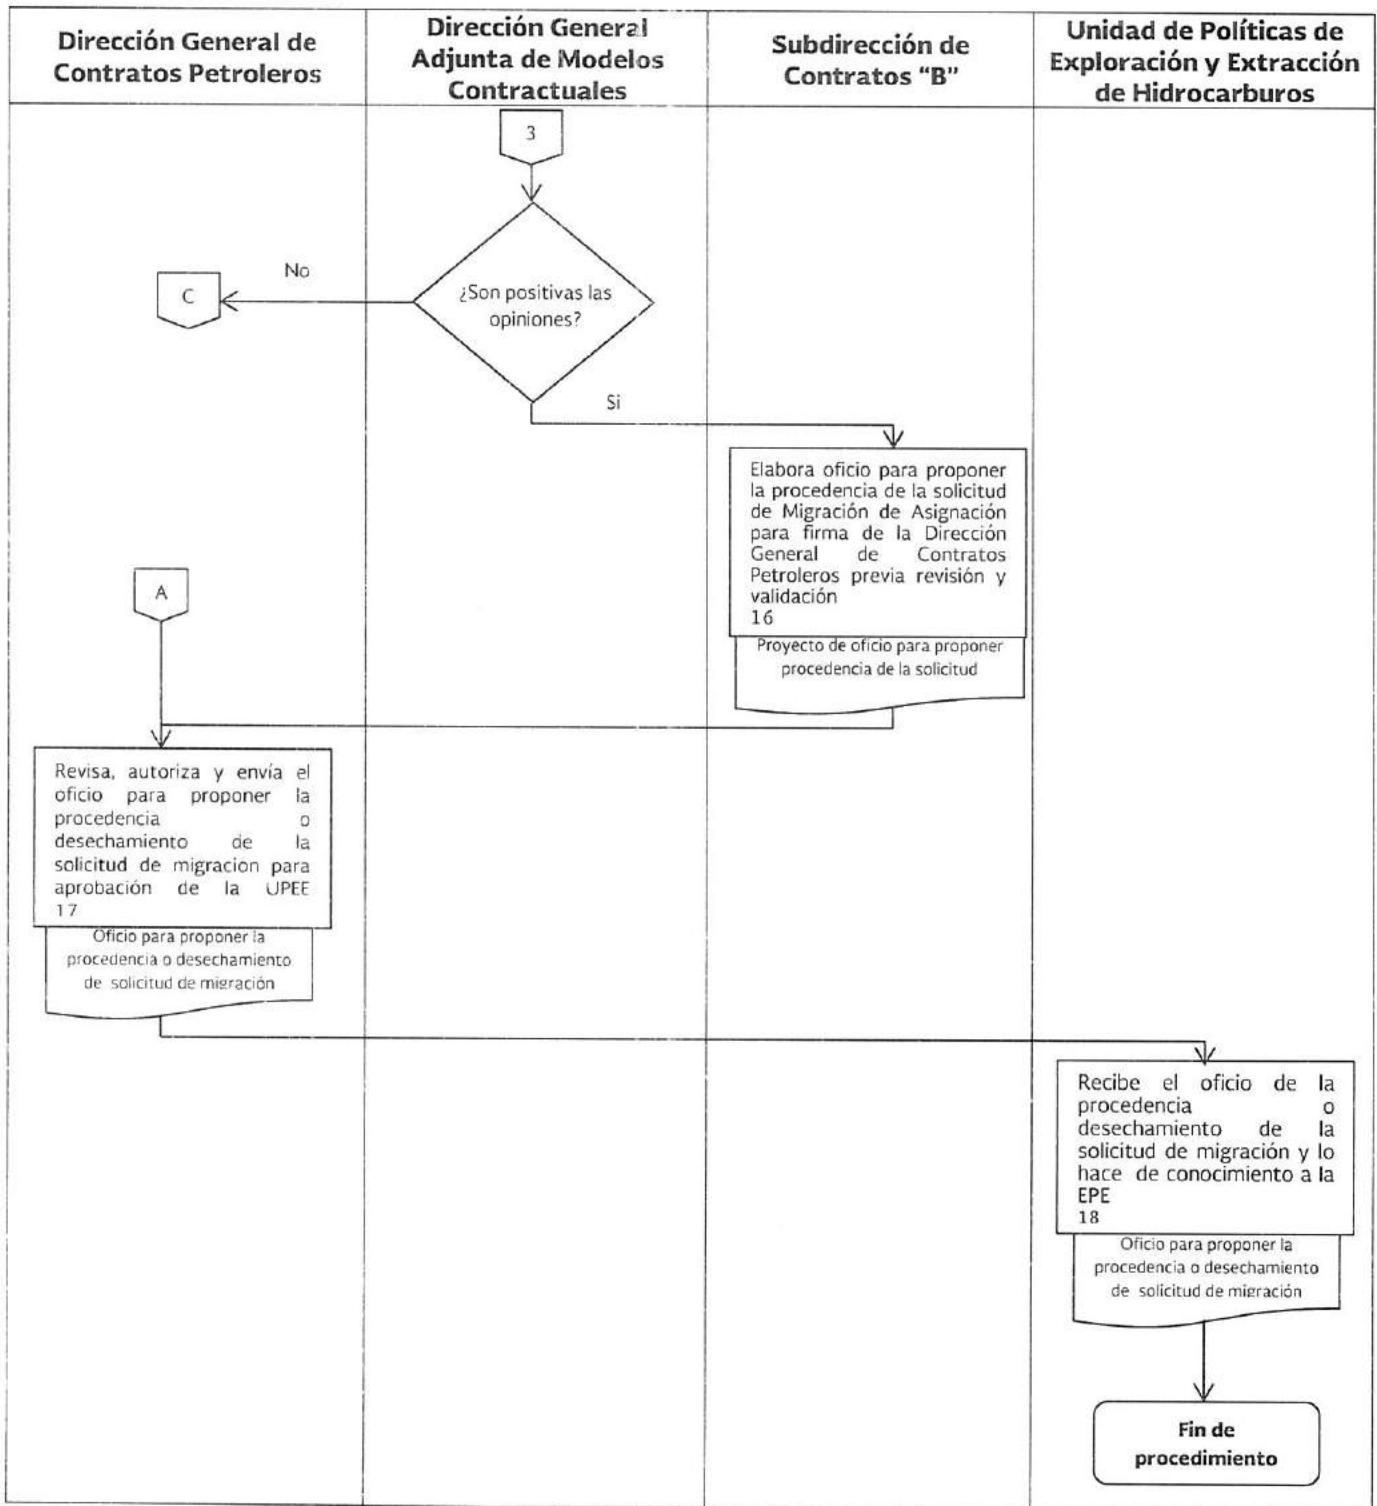 Dirección General de
Contratos Petroleros
Dirección General
Adjunta de Modelos
Contractuales
Subdirección de
Contratos “B”
Unidad de Políticas de
Exploración y Extracción
de Hidrocarburos
3
¿Son positivas las
opiniones?
No
C
Si
Elabora oficio para proponer
la procedencia de la solicitud
de Migración de Asignación
para firma de la Dirección
General de Contratos
Petroleros previa revisión y
validación
16
Proyecto de oficio para proponer
procedencia de la solicitud
A
Revisa, autoriza y envía el
oficio para proponer la
procedencia o
desechamiento de la
solicitud de migracion para
aprobación de la UPEE
17
Oficio para proponer la
procedencia o desechamiento
de solicitud de migración
Recibe el oficio de la
procedencia o
desechamiento de la
solicitud de migración y lo
hace de conocimiento a la
EPE
18
Oficio para proponer la
procedencia o desechamiento
de solicitud de migración
Fin de
procedimiento